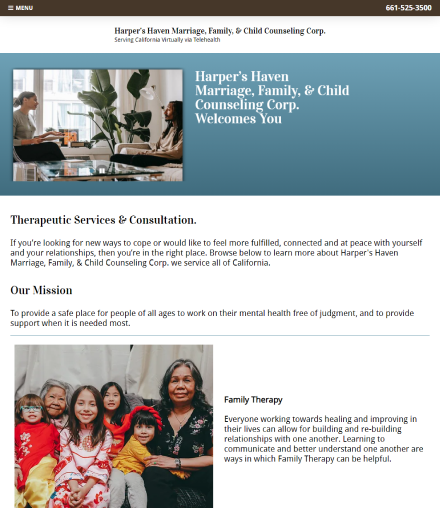 MENU
661-525-3500
Harper's Haven Marriage, Family, & Child Counseling Corp.
Serving California Virtually via Telehealth
Harper's Haven
Marriage, Family, & Child
Counseling Corp.
Welcomes You
Therapeutic Services & Consultation.
If you're looking for new ways to cope or would like to feel more fulfilled, connected and at peace with yourself
and your relationships, then you're in the right place. Browse below to learn more about Harper's Haven
Marriage, Family, & Child Counseling Corp. we service all of California.
Our Mission
To provide a safe place for people of all ages to work on their mental health free of judgment, and to provide
support when it is needed most.
Family Therapy
Everyone working towards healing and improving in
their lives can allow for building and re-building
relationships with one another. Learning to
communicate and better understand one another are
ways in which Family Therapy can be helpful.